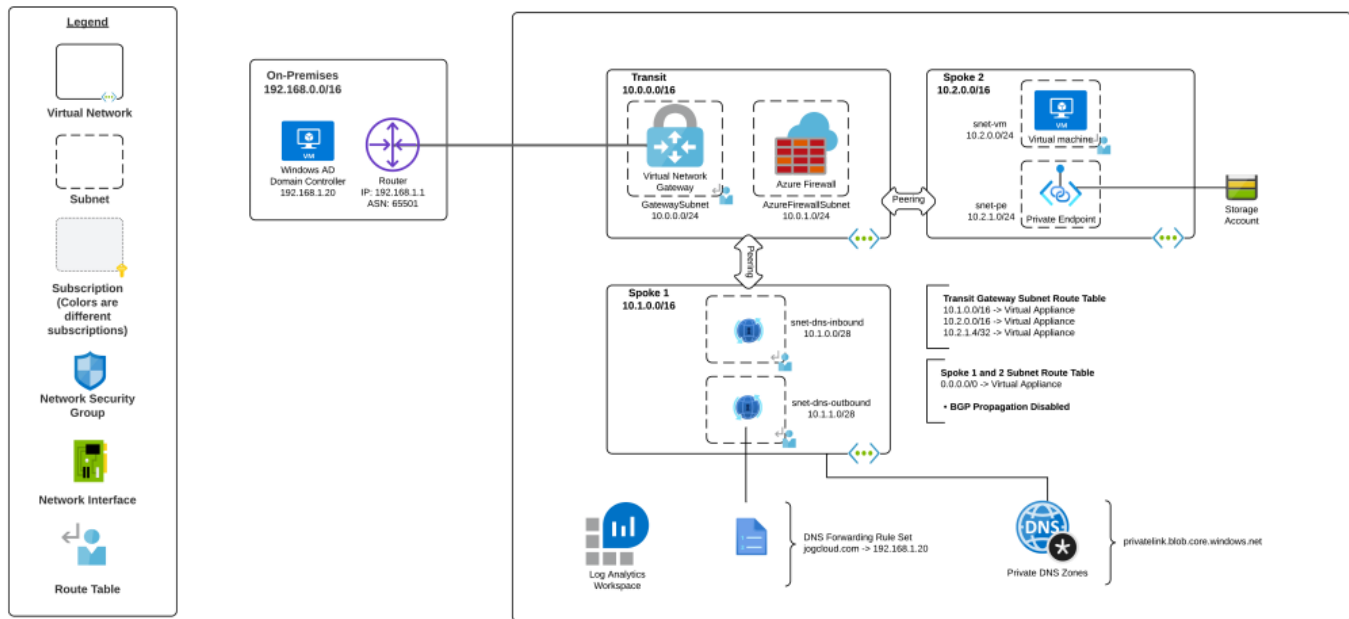 Legend
Virtual Network
Subnet
Subscription
(Colors are
different
subscriptions)
Network Security
Group
Network Interface
Route Table
On-Premises
192.168.0.0/16
VM
Windows AD
Domain Controller
192.168.1.20
Router
IP: 192.168.1.1
ASN: 65501
Transit
10.0.0.0/16
Virtual Network
Gateway
GatewaySubnet
10.0.0.0/24
Azure Firewall
AzureFirewallSubnet
10.0.1.0/24
Peering
Spoke 2
10.2.0.0/16
snet-vm
10.2.0.0/24
VM
Virtual machine
snet-pe
10.2.1.0/24
Private Endpoint
Storage
Account
Peering
Spoke 1
10.1.0.0/16
snet-dns-inbound
10.1.0.0/28
snet-dns-outbound
10.1.1.0/28
Transit Gateway Subnet Route Table
10.1.0.0/16 -> Virtual Appliance
10.2.0.0/16 -> Virtual Appliance
10.2.1.4/32 -> Virtual Appliance
Spoke 1 and 2 Subnet Route Table
0.0.0.0/0 -> Virtual Appliance
• BGP Propagation Disabled
Log Analytics
Workspace
DNS Forwarding Rule Set
jogcloud.com -> 192.168.1.20
DNS
Private DNS Zones
privatelink.blob.core.windows.net